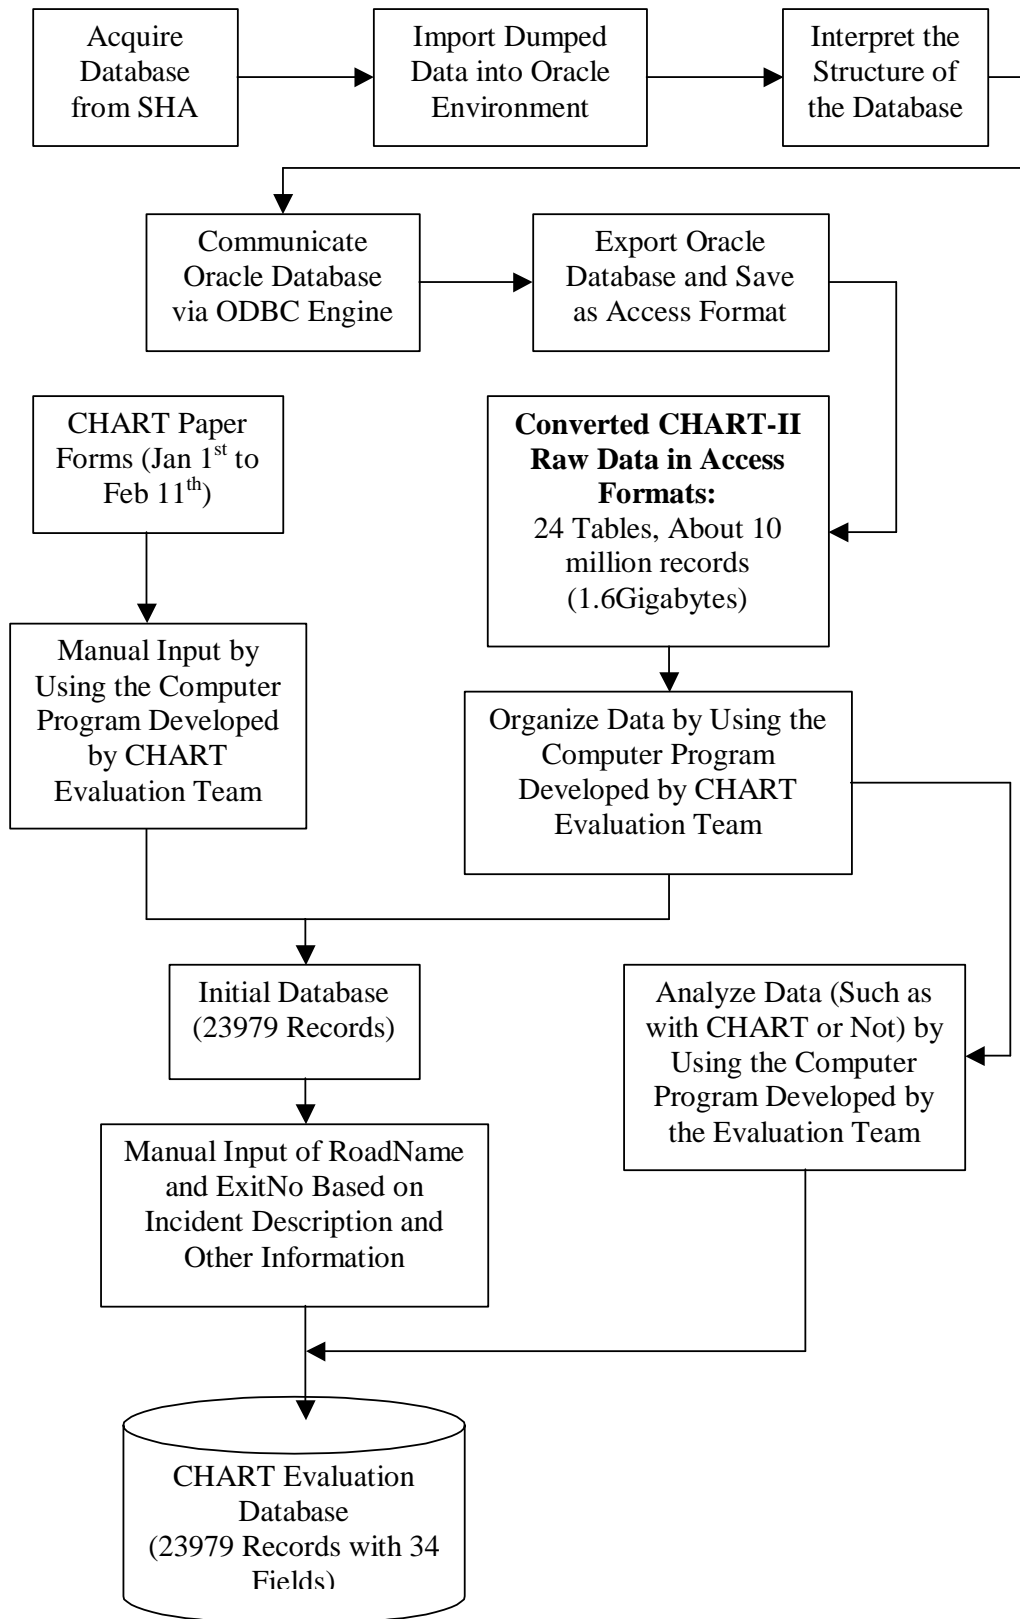 Acquire
Database
from SHA
Import Dumped
Data into Oracle
Environment
Interpret the
Structure of
the Database
Communicate
Oracle Database
via ODBC Engine
Export Oracle
Database and Save
as Access Format
CHART Paper
Forms (Jan 1st to
Feb 11th)
Converted CHART-II
Raw Data in Access
Formats:
24 Tables, About 10
million records
(1.6Gigabytes)
Manual Input by
Using the Computer
Program Developed
by CHART
Evaluation Team
Organize Data by Using the
Computer Program
Developed by CHART
Evaluation Team
Initial Database
(23979 Records)
Analyze Data (Such as
with CHART or Not) by
Using the Computer
Program Developed by
the Evaluation Team
Manual Input of RoadName
and ExitNo Based on
Incident Description and
Other Information
CHART Evaluation
Database
(23979 Records with 34
Fields)